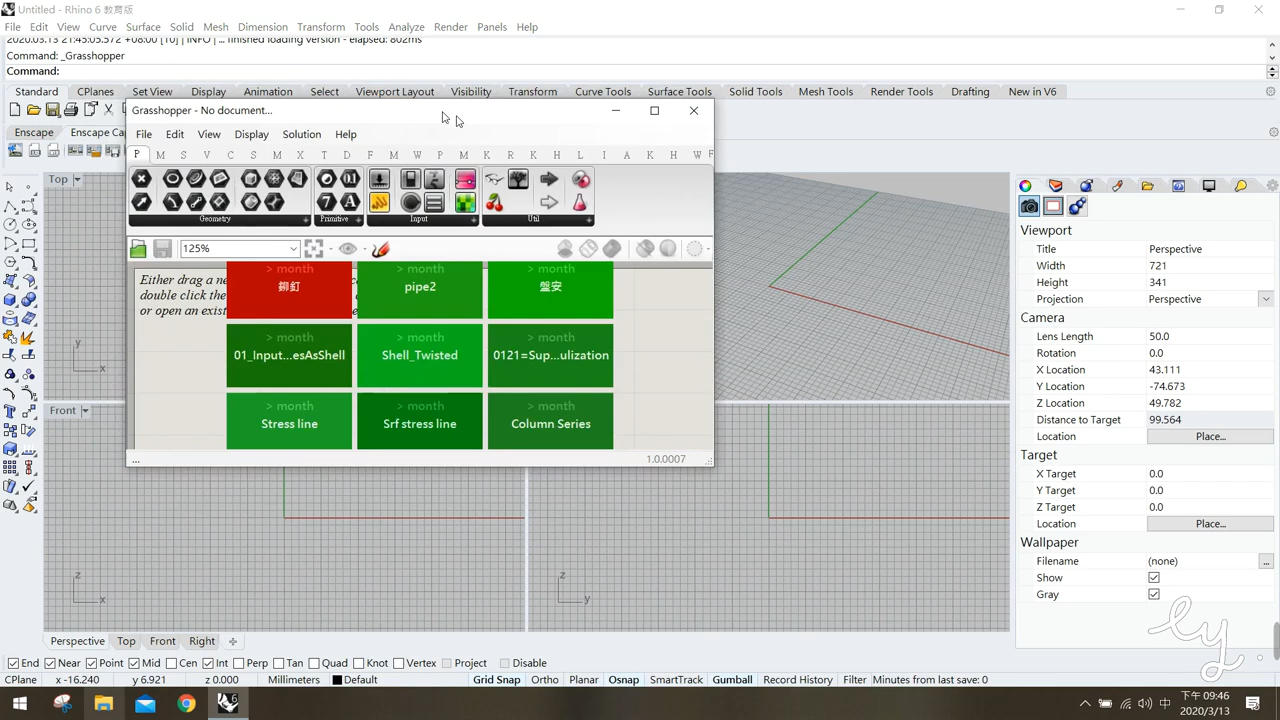 Untitled - Rhino 6 教育版
File Edit View Curve Surface Solid Mesh Dimension Transform Tools Analyze Render Panels Help
Command: _Grasshopper
Command:
Standard CPlanes Set View Display Animation Select Viewport Layout Visibility Transform Curve Tools Surface Tools Solid Tools Mesh Tools Render Tools Drafting New in V6
Grasshopper - No document...
Enscape Enscape Ca
File Edit View Display Solution Help
P M S V C S M X T D F M W P M K R K H L I A K H W F
Geometry Primitive Input Util
125%
Either drag a ne
double click the
or open an exist
> month > month > month
鉚釘 pipe2 盤安
> month > month > month
01_Input...esAsShell Shell_Twisted 0121=Sup...ulization
> month > month > month
Stress line Srf stress line Column Series
... 1.0.0007
Top
Front
y
x
z
x
z
y
Viewport
Title Perspective
Width 721
Height 341
Projection Perspective
Camera
Lens Length 50.0
Rotation 0.0
X Location 43.111
Y Location -74.673
Z Location 49.782
Distance to Target 99.564
Location Place...
Target
X Target 0.0
Y Target 0.0
Z Target 0.0
Location Place...
Wallpaper
Filename (none) ...
Show
Gray
ly
Perspective Top Front Right
End Near Point Mid Cen Int Perp Tan Quad Knot Vertex Project Disable
CPlane x -16.240 y 6.921 z 0.000 Millimeters Default Grid Snap Ortho Planar Osnap SmartTrack Gumball Record History Filter Minutes from last save: 0
中 下午 09:46
2020/3/13